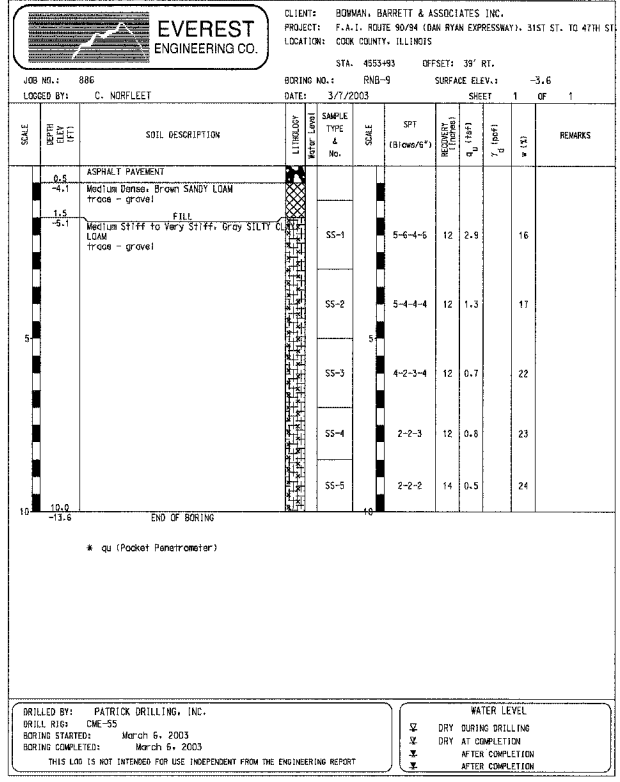 EVEREST
ENGINEERING CO.
CLIENT: BOWMAN, BARRETT & ASSOCIATES INC.
PROJECT: F.A.I. ROUTE 90/94 (DAN RYAN EXPRESSWAY), 31ST ST. TO 47TH ST
LOCATION: COOK COUNTY, ILLINOIS
STA. 4553+93 OFFSET: 39' RT.
JOB NO.: 886 BORING NO.: RNB-9 SURFACE ELEV.: -3.6
LOGGED BY: C. NORFLEET DATE: 3/7/2003 SHEET 1 OF 1
SCALE DEPTH ELEV (FT) SOIL DESCRIPTION LITHOLOGY Water Level SAMPLE TYPE & No. SCALE SPT (Blows/6") RECOVERY (Inches) qu (tsf) γd (pcf) w (%) REMARKS
ASPHALT PAVEMENT
0.5
-4.1 Medium Dense, Brown SANDY LOAM
trace - gravel
1.5 FILL
-5.1 Medium Stiff to Very Stiff, Gray SILTY CL
LOAM
trace - gravel
SS-1 5-6-4-6 12 2.9 16
SS-2 5-4-4-4 12 1.3 17
5 5
SS-3 4-2-3-4 12 0.7 22
SS-4 2-2-3 12 0.8 23
SS-5 2-2-2 14 0.5 24
10 10.0 10
-13.6 END OF BORING
* qu (Pocket Penetrometer)
DRILLED BY: PATRICK DRILLING, INC.
DRILL RIG: CME-55
BORING STARTED: March 6, 2003
BORING COMPLETED: March 6, 2003
THIS LOG IS NOT INTENDED FOR USE INDEPENDENT FROM THE ENGINEERING REPORT
WATER LEVEL
DRY DURING DRILLING
DRY AT COMPLETION
AFTER COMPLETION
AFTER COMPLETION